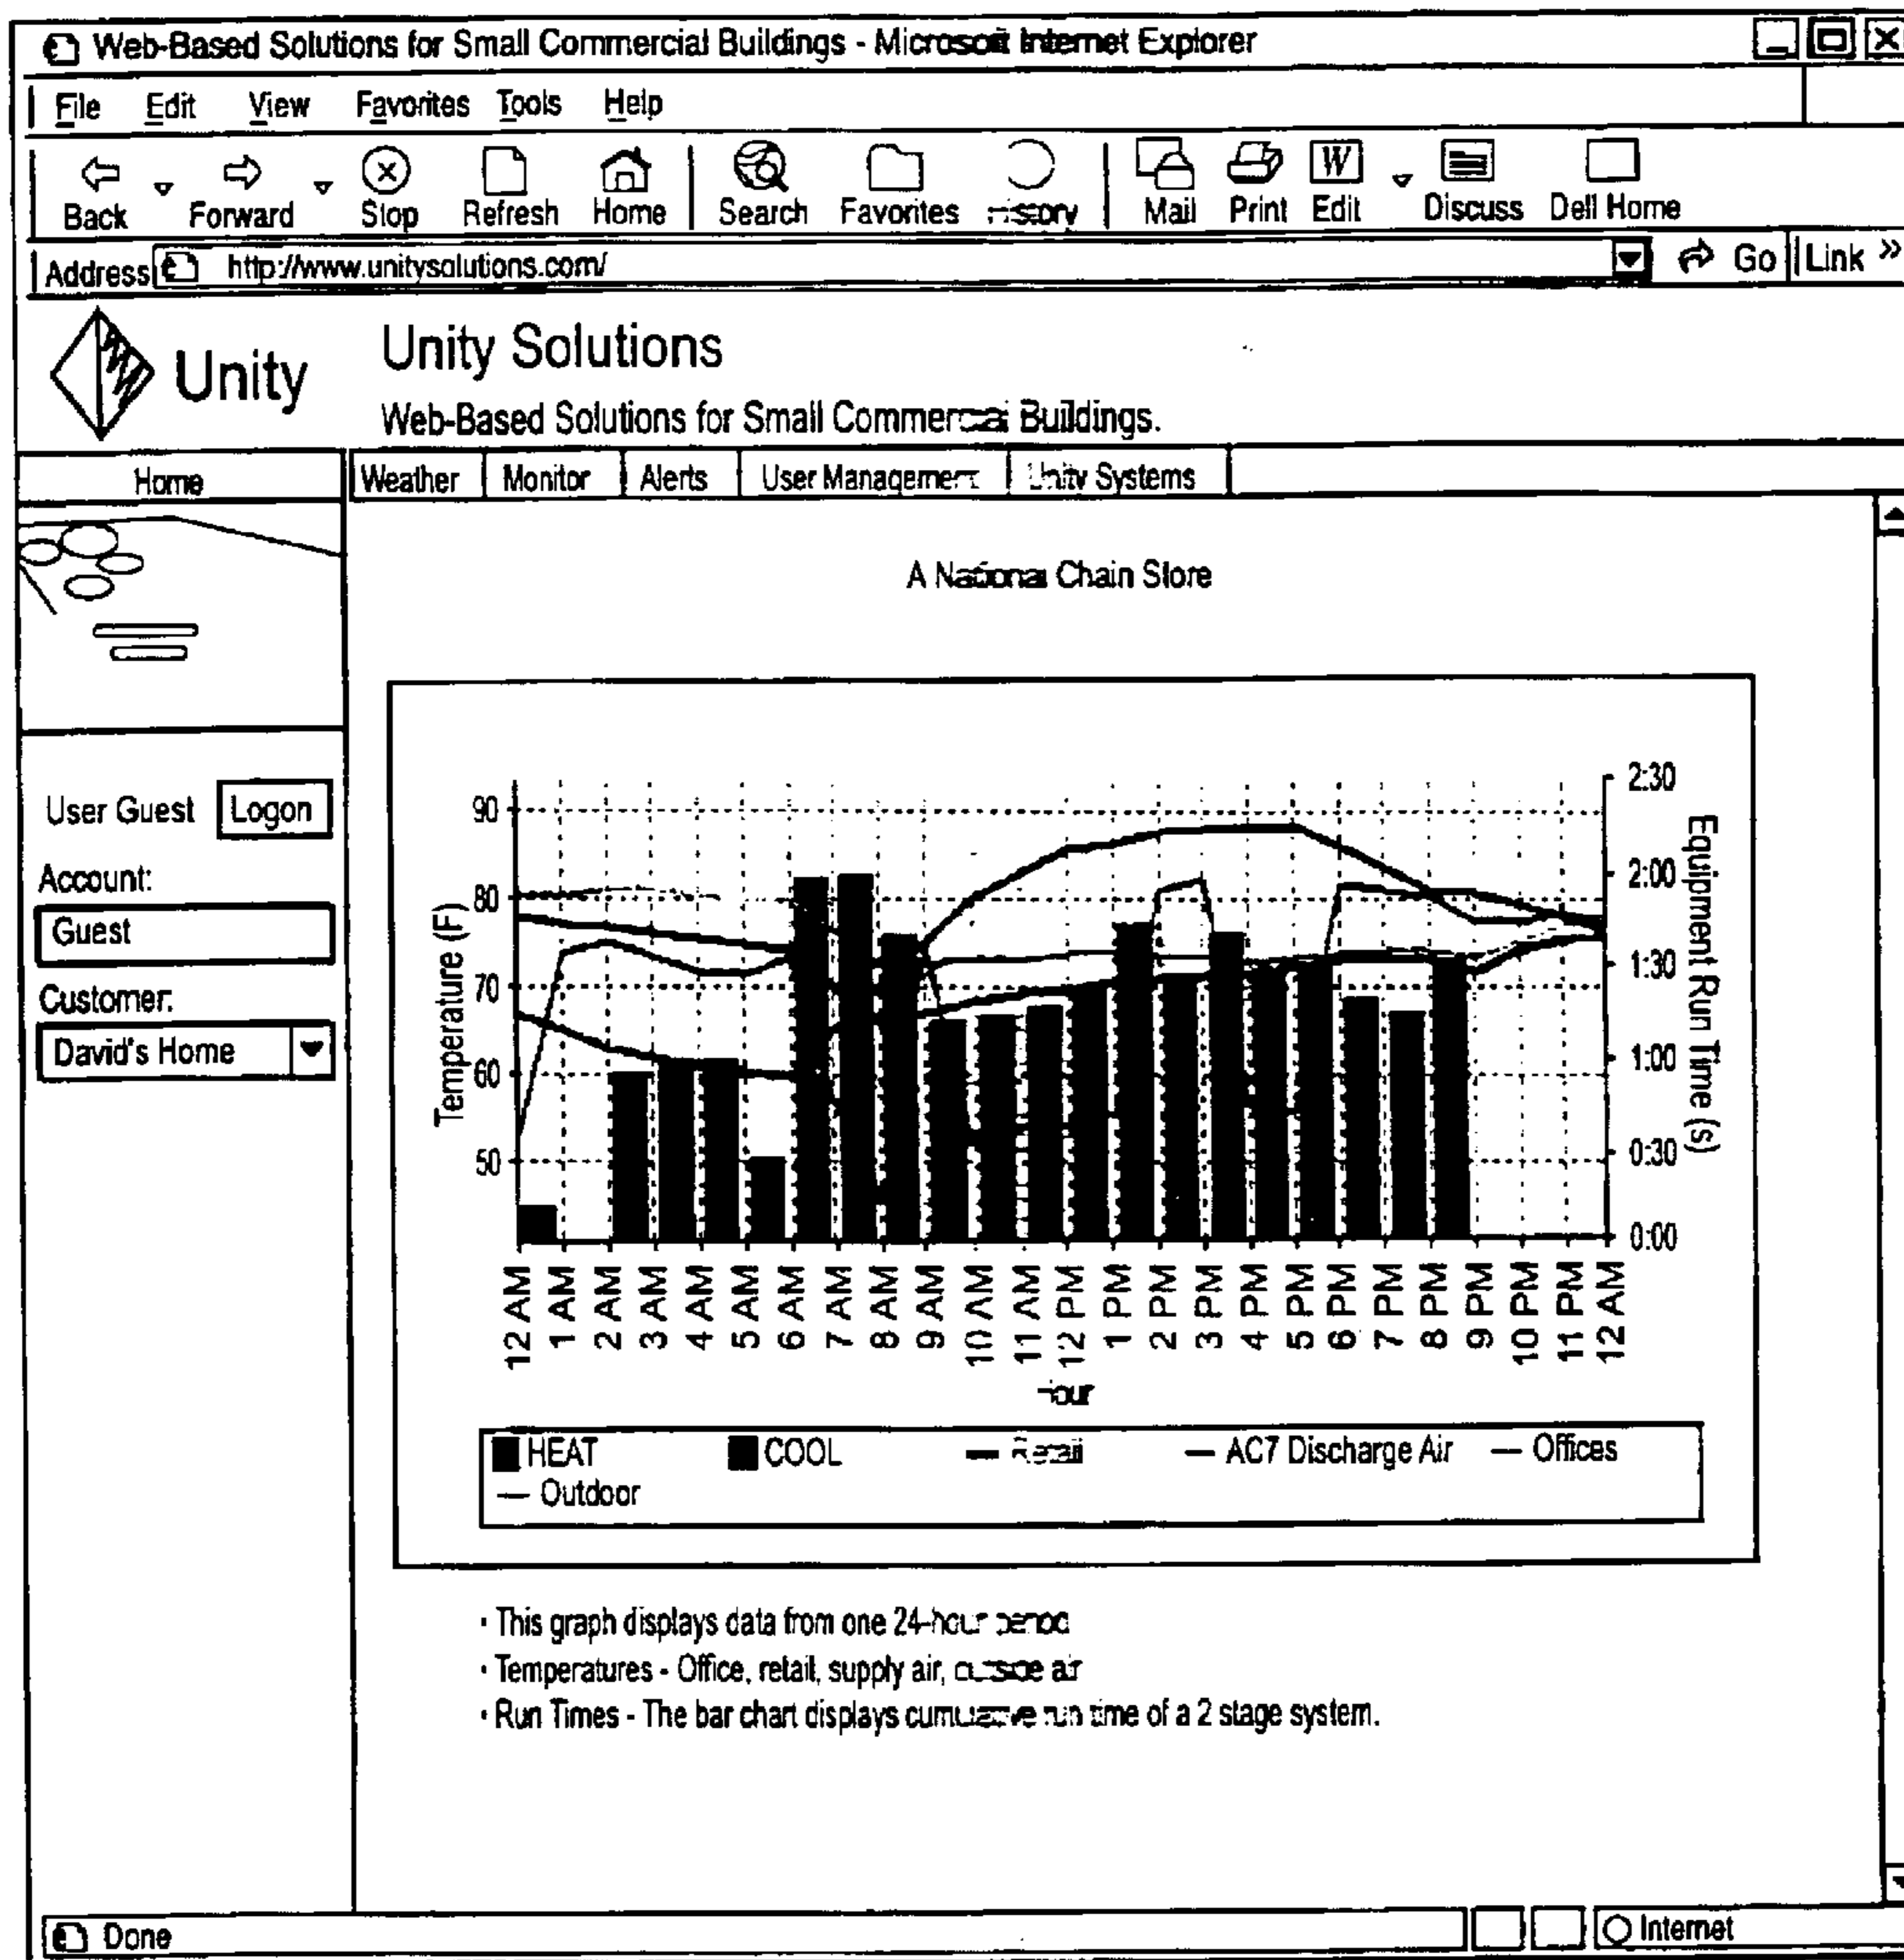 Web-Based Solutions for Small Commercial Buildings - Microsoft Internet Explorer
File Edit View Favorites Tools Help
Back Forward Stop Refresh Home Search Favorites History Mail Print Edit Discuss Dell Home
W
Address http://www.unitysolutions.com/ Go Link »
Unity
Unity Solutions
Web-Based Solutions for Small Commercial Buildings.
Home Weather Monitor Alerts User Management Unity Systems
A National Chain Store
User Guest Logon
Account:
Guest
Customer:
David's Home
Temperature (F)
90
80
70
60
50
2:30
2:00
1:30
1:00
0:30
0:00
Equipment Run Time (s)
12 AM 1 AM 2 AM 3 AM 4 AM 5 AM 6 AM 7 AM 8 AM 9 AM 10 AM 11 AM 12 PM 1 PM 2 PM 3 PM 4 PM 5 PM 6 PM 7 PM 8 PM 9 PM 10 PM 11 PM 12 AM
Hour
HEAT COOL Retail AC7 Discharge Air Offices
Outdoor
· This graph displays data from one 24-hour period
· Temperatures - Office, retail, supply air, outside air
· Run Times - The bar chart displays cumulative run time of a 2 stage system.
Done Internet